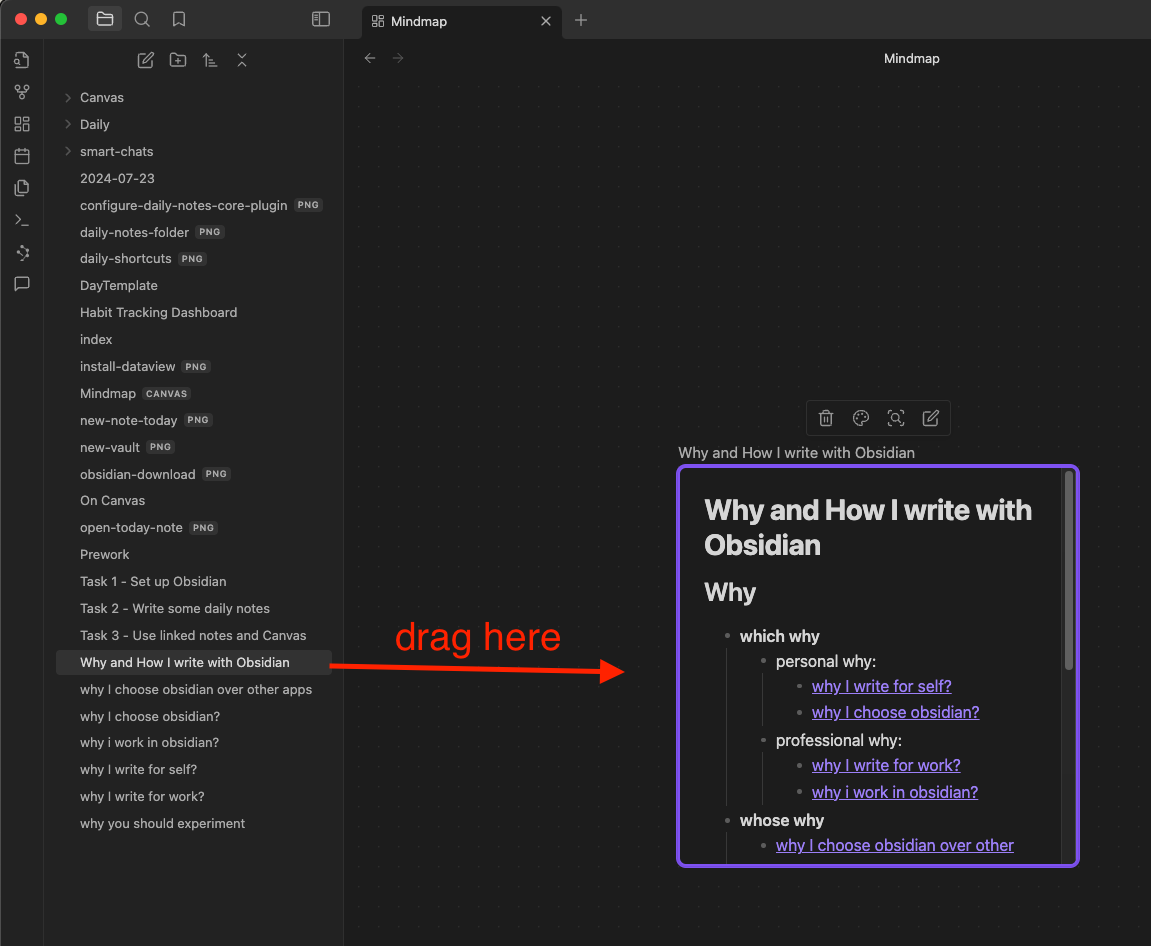 Mindmap
Mindmap
Canvas
Daily
smart-chats
2024-07-23
configure-daily-notes-core-plugin PNG
daily-notes-folder PNG
daily-shortcuts PNG
DayTemplate
Habit Tracking Dashboard
index
install-dataview PNG
Mindmap CANVAS
new-note-today PNG
new-vault PNG
obsidian-download PNG
On Canvas
open-today-note PNG
Prework
Task 1 - Set up Obsidian
Task 2 - Write some daily notes
Task 3 - Use linked notes and Canvas
Why and How I write with Obsidian
why I choose obsidian over other apps
why I choose obsidian?
why i work in obsidian?
why I write for self?
why I write for work?
why you should experiment
drag here
Why and How I write with Obsidian
Why and How I write with
Obsidian
Why
which why
personal why:
why I write for self?
why I choose obsidian?
professional why:
why I write for work?
why i work in obsidian?
whose why
why I choose obsidian over other